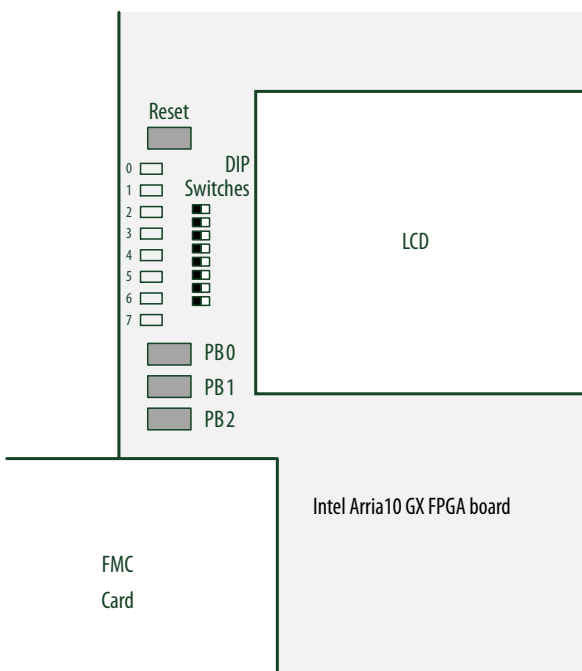 Reset
DIP
Switches
0
1
2
3
4
5
6
7
LCD
PB0
PB1
PB2
Intel Arria10 GX FPGA board
FMC
Card